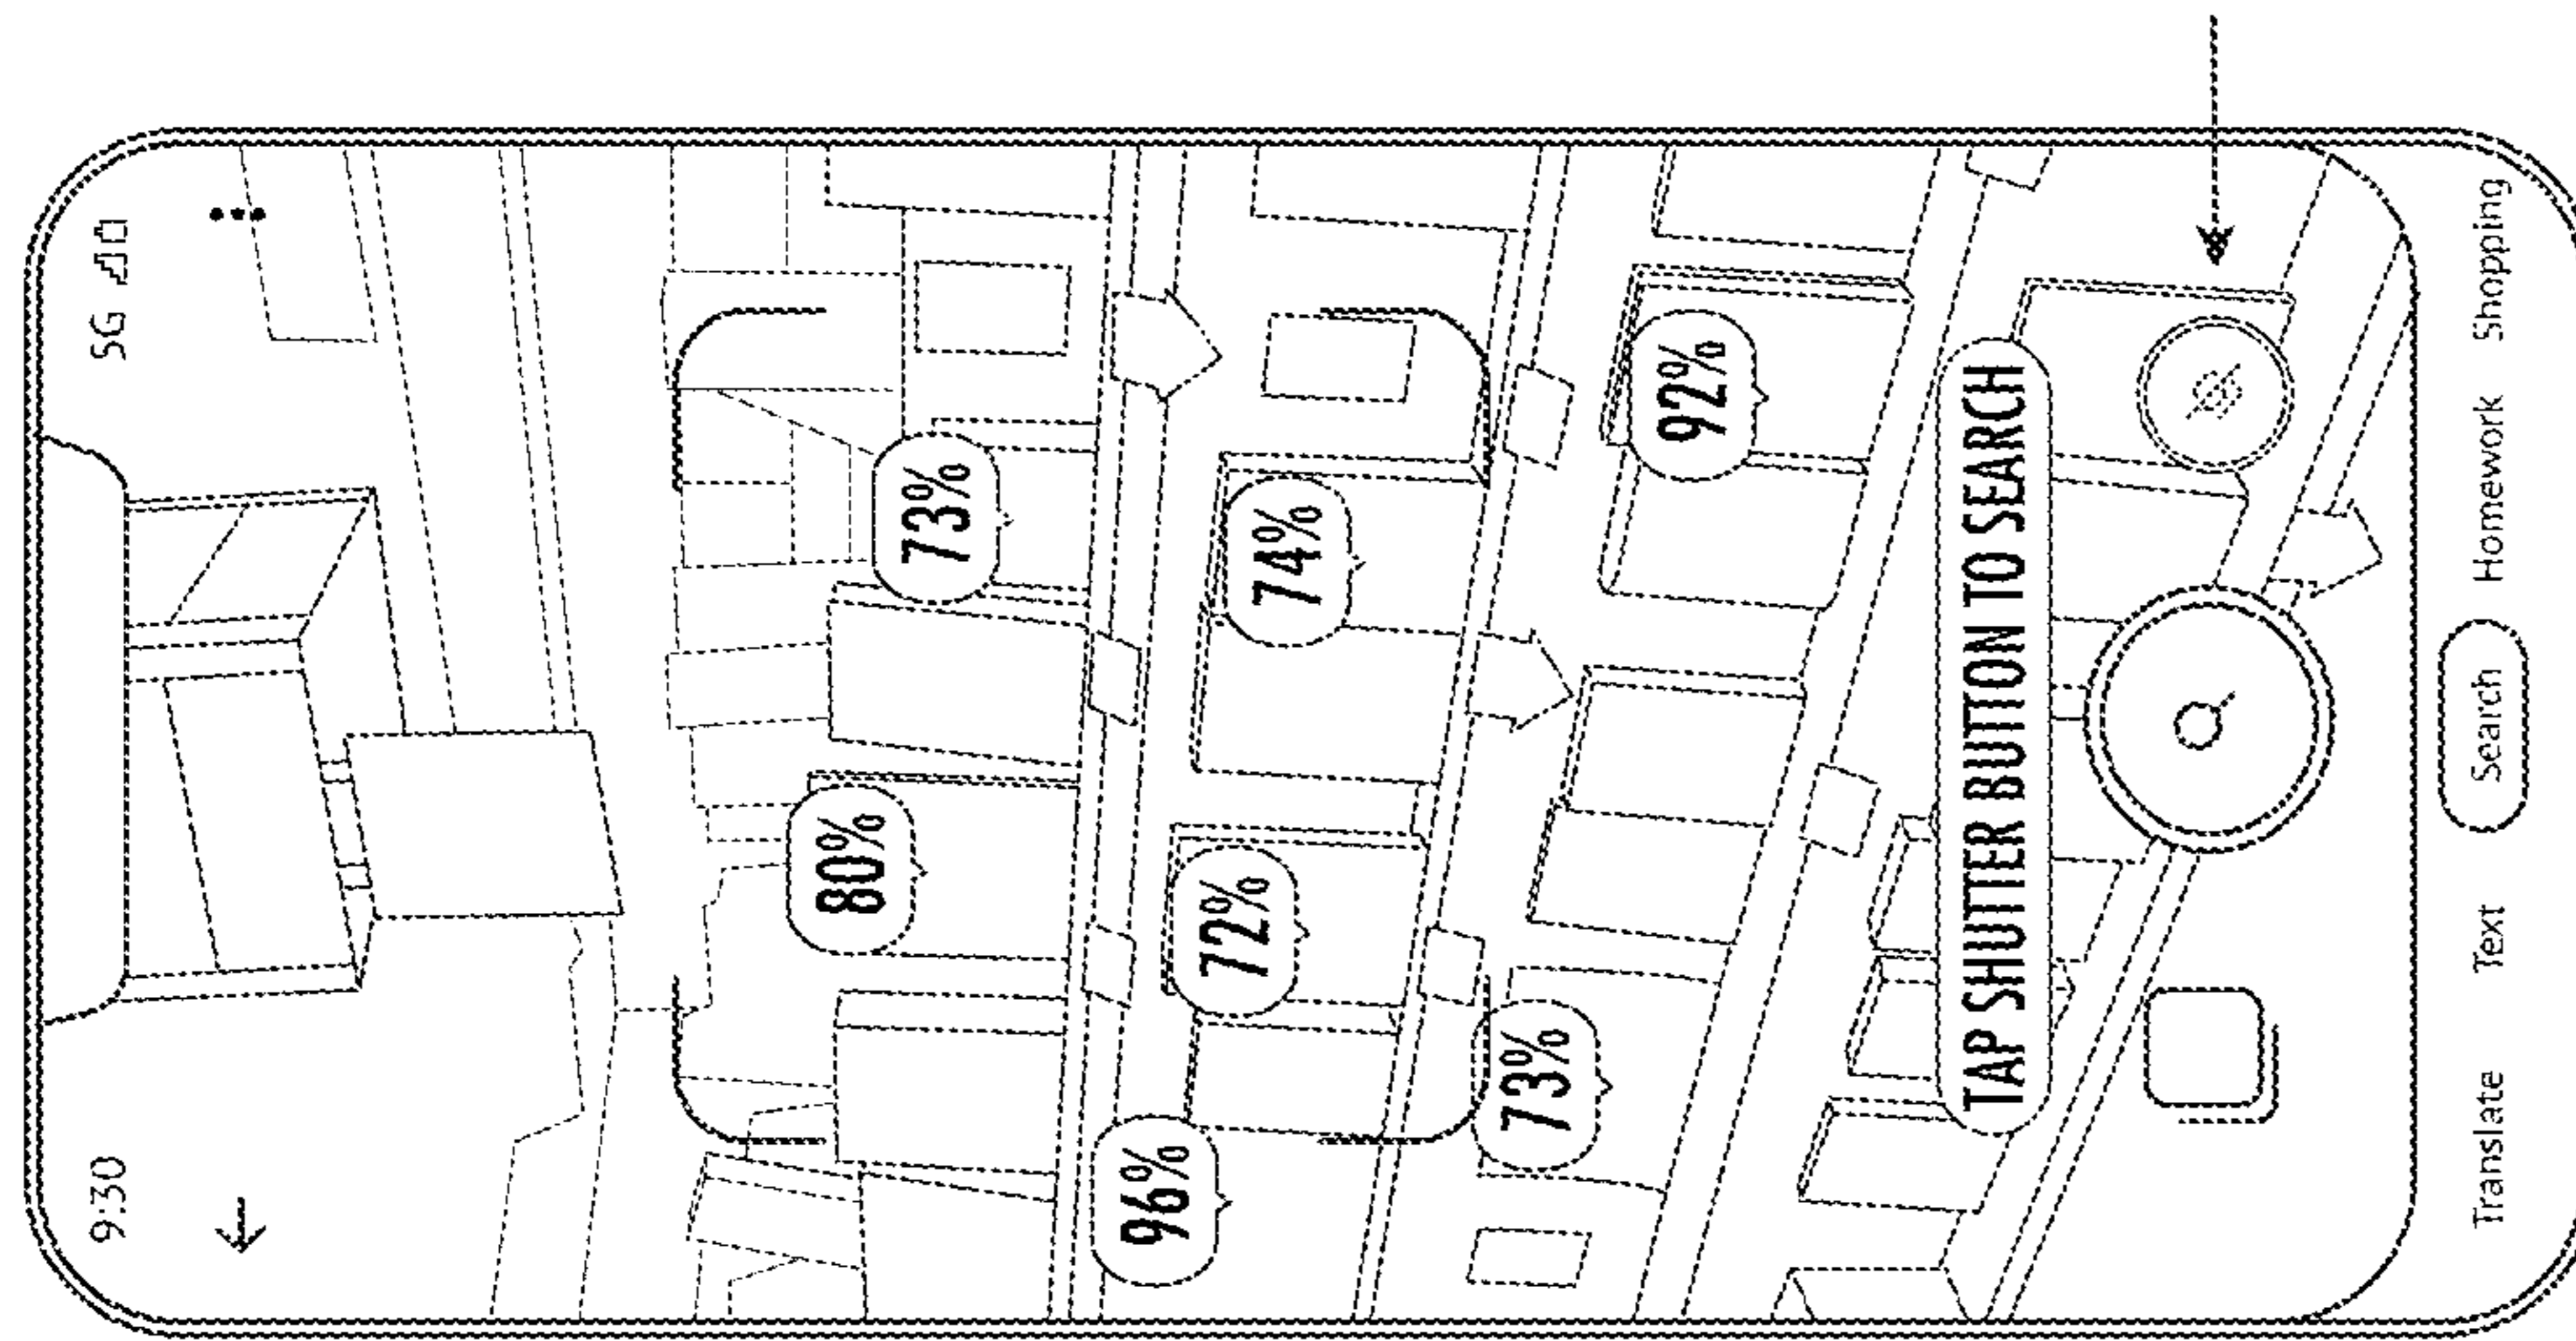 9:30 5G
80% 73%
96% 72% 74%
73% 92%
TAP SHUTTER BUTTON TO SEARCH
Translate Text Search Homework Shopping